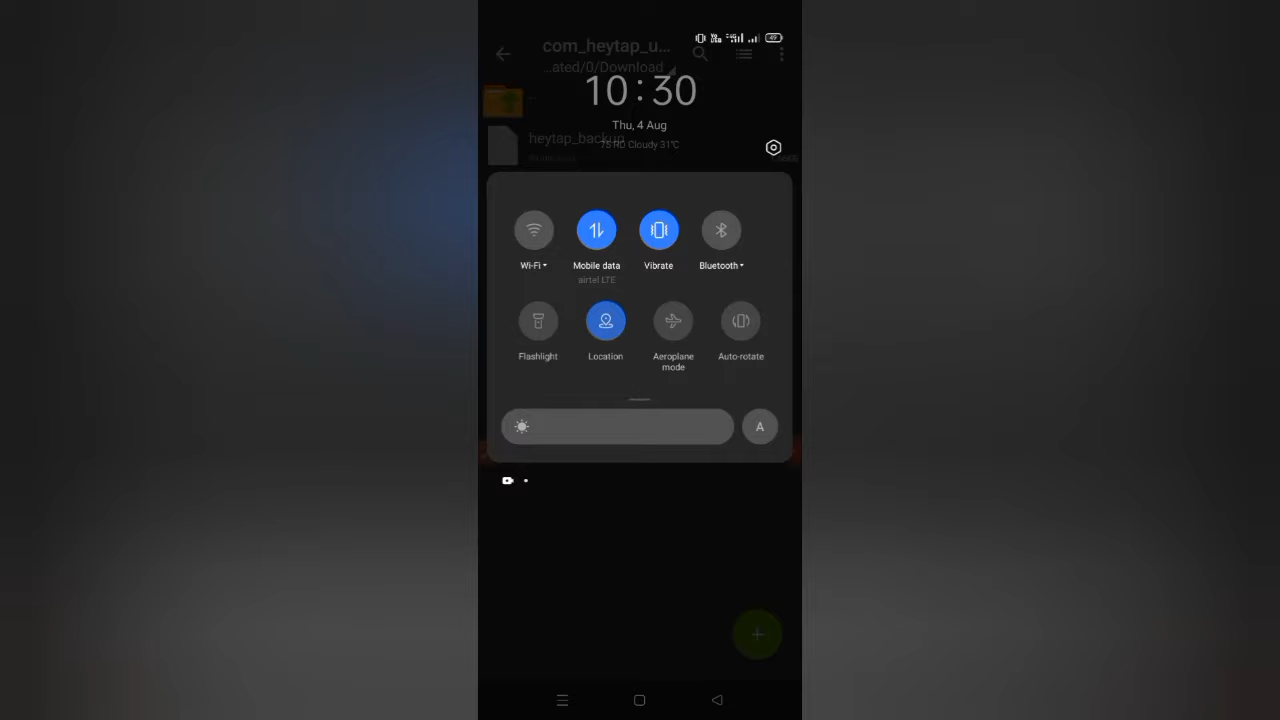 com_heytap_u...
...ated/0/Download
10:30
Thu, 4 Aug
heytap_backup
Cloudy 31°C
Wi-Fi
Mobile data
Vibrate
Bluetooth
airtel LTE
Flashlight
Location
Aeroplane mode
Auto-rotate
A